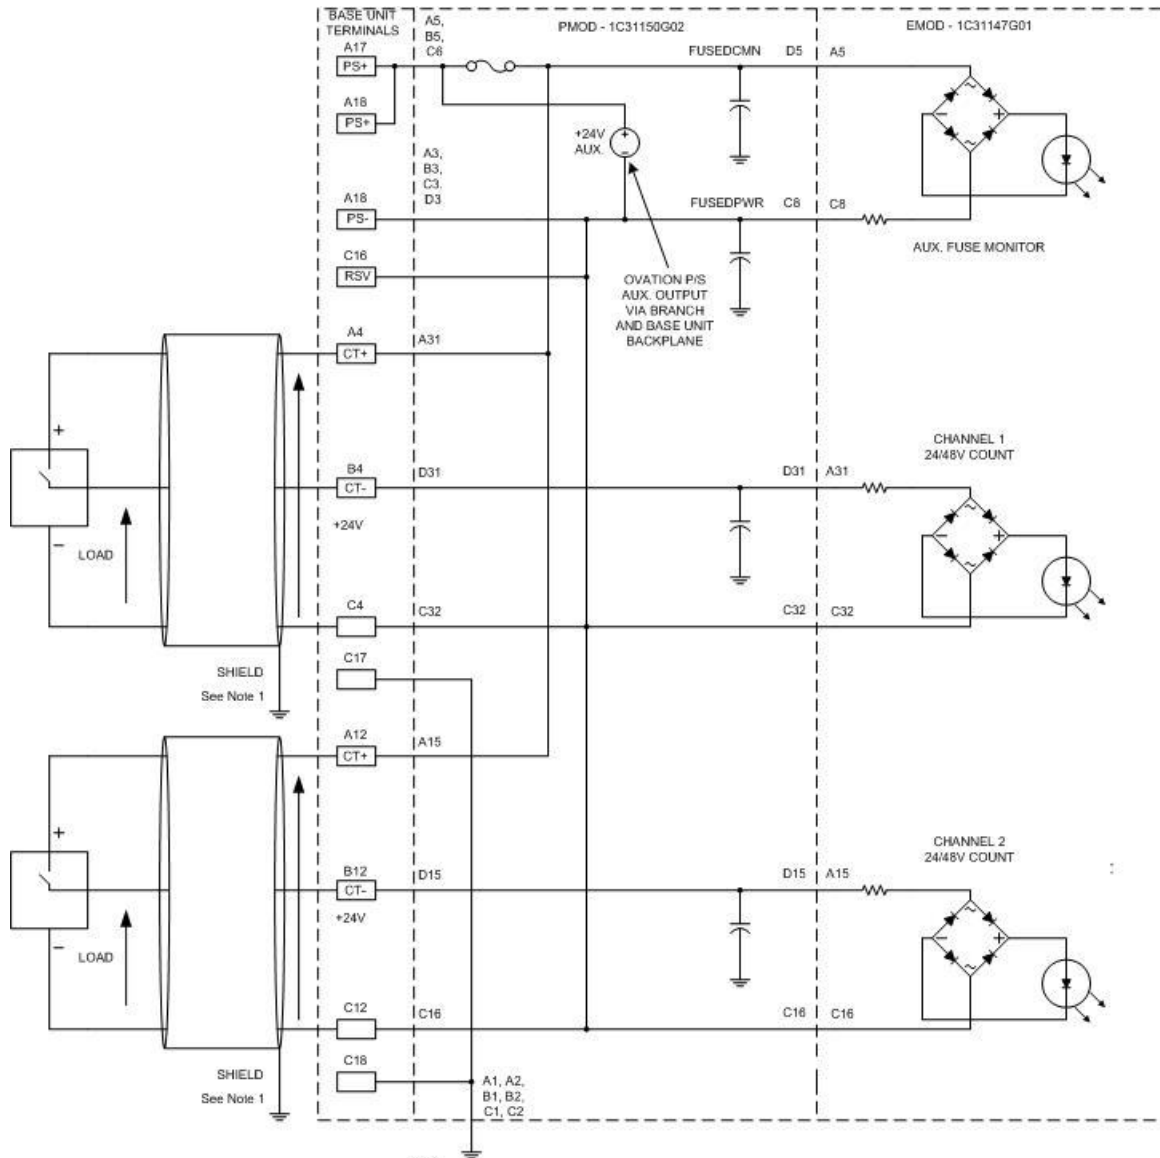 BASE UNIT
TERMINALS
A5,
B5,
C6
PMOD - 1C31150G02
EMOD - 1C31147G01
A17
PS+
FUSEDCMN
D5
A5
A18
PS+
+24V
AUX.
+
-
~
-
+
~
A3,
B3,
C3.
D3
A18
PS-
FUSEDPWR
C8
C8
AUX. FUSE MONITOR
C16
RSV
OVATION P/S
AUX. OUTPUT
VIA BRANCH
AND BASE UNIT
BACKPLANE
A4
CT+
A31
+
CHANNEL 1
24/48V COUNT
B4
CT-
D31
D31
A31
+24V
-
LOAD
~
-
+
~
C4
C32
C32
C32
SHIELD
See Note 1
C17
A12
CT+
A15
+
CHANNEL 2
24/48V COUNT
:
B12
CT-
D15
D15
A15
+24V
-
LOAD
~
-
+
~
C12
C16
C16
C16
SHIELD
See Note 1
C18
A1, A2,
B1, B2,
C1, C2